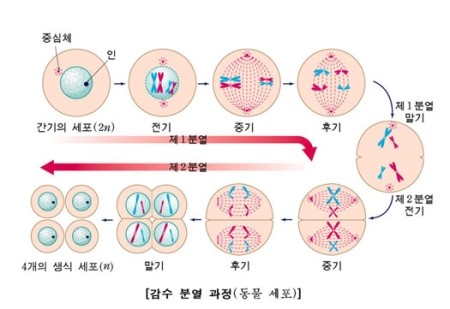 중심체
인
간기의 세포(2n)
전기
중기
후기
제1분열
말기
제1분열
제2분열
제2분열
전기
4개의 생식 세포(n)
말기
후기
중기
[감수 분열 과정(동물 세포)]